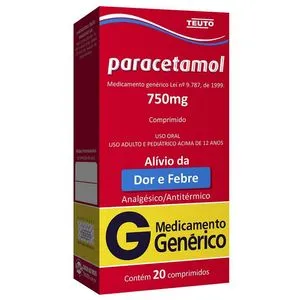 TEUTO
paracetamol
Medicamento genérico Lei nº 9.787, de 1999.
750mg
Comprimido
USO ORAL
USO ADULTO E PEDIÁTRICO ACIMA DE 12 ANOS
Alívio da
Dor e Febre
Analgésico/Antitérmico
G Medicamento
Genérico
Contém 20 comprimidos